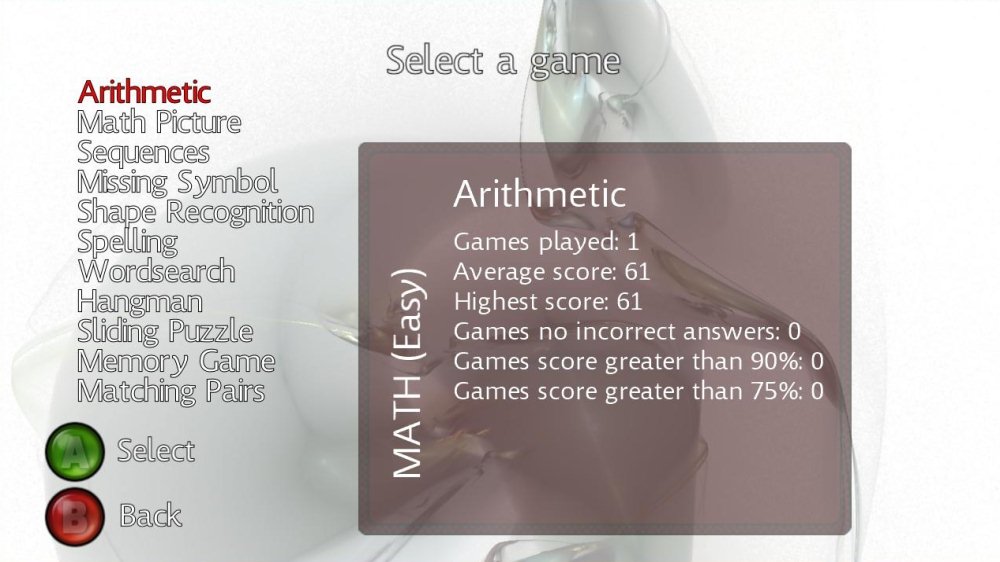 Select a game
Arithmetic
Math Picture
Sequences
Missing Symbol
Shape Recognition
Spelling
Wordsearch
Hangman
Sliding Puzzle
Memory Game
Matching Pairs
A Select
B Back
MATH (Easy)
Arithmetic
Games played: 1
Average score: 61
Highest score: 61
Games no incorrect answers: 0
Games score greater than 90%: 0
Games score greater than 75%: 0